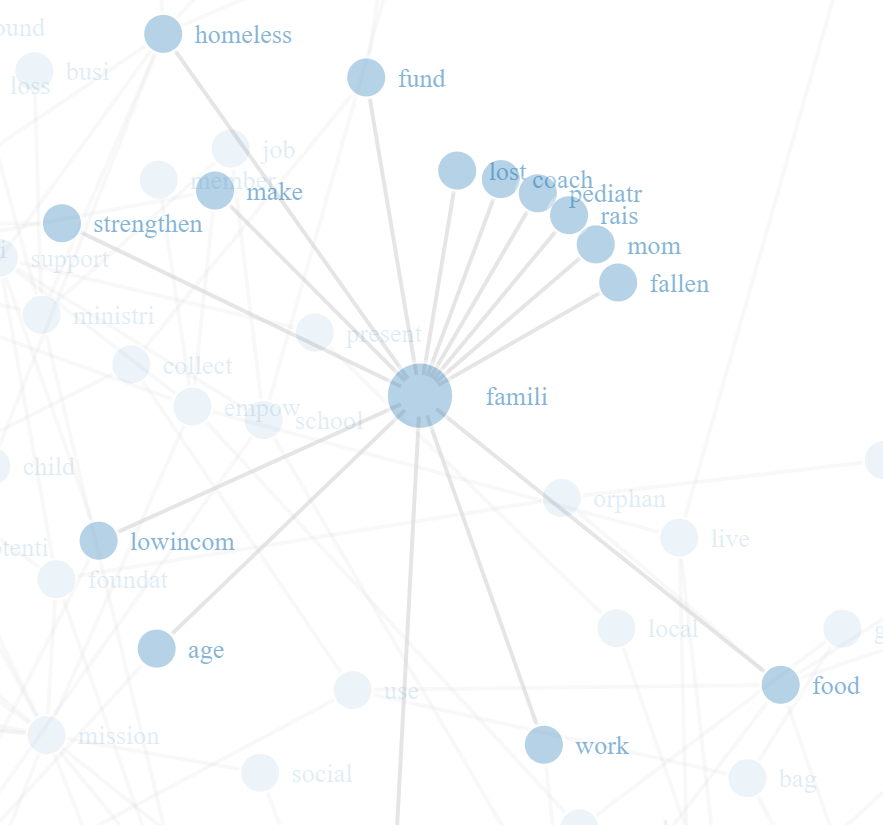 homeless
busi
loss
fund
job
member
make
lost
coach
pediatr
rais
strengthen
mom
support
fallen
ministri
present
collect
famili
empow
school
child
orphan
live
lowincom
foundat
local
age
food
use
mission
work
social
bag